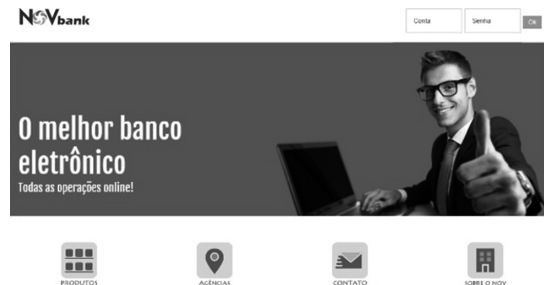 NOVbank
Conta
Senha
Ok
O melhor banco
eletrônico
Todas as operações online!
PRODUTOS
AGÊNCIAS
CONTATO
SOBRE O NOV